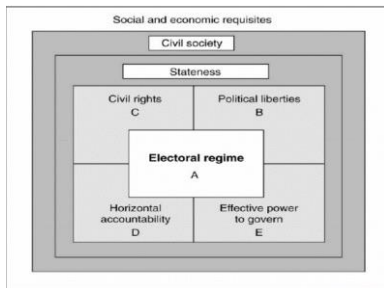 Social and economic requisites
Civil society
Stateness
Civil rights
C
Political liberties
B
Electoral regime
A
Horizontal
accountability
D
Effective power
to govern
E